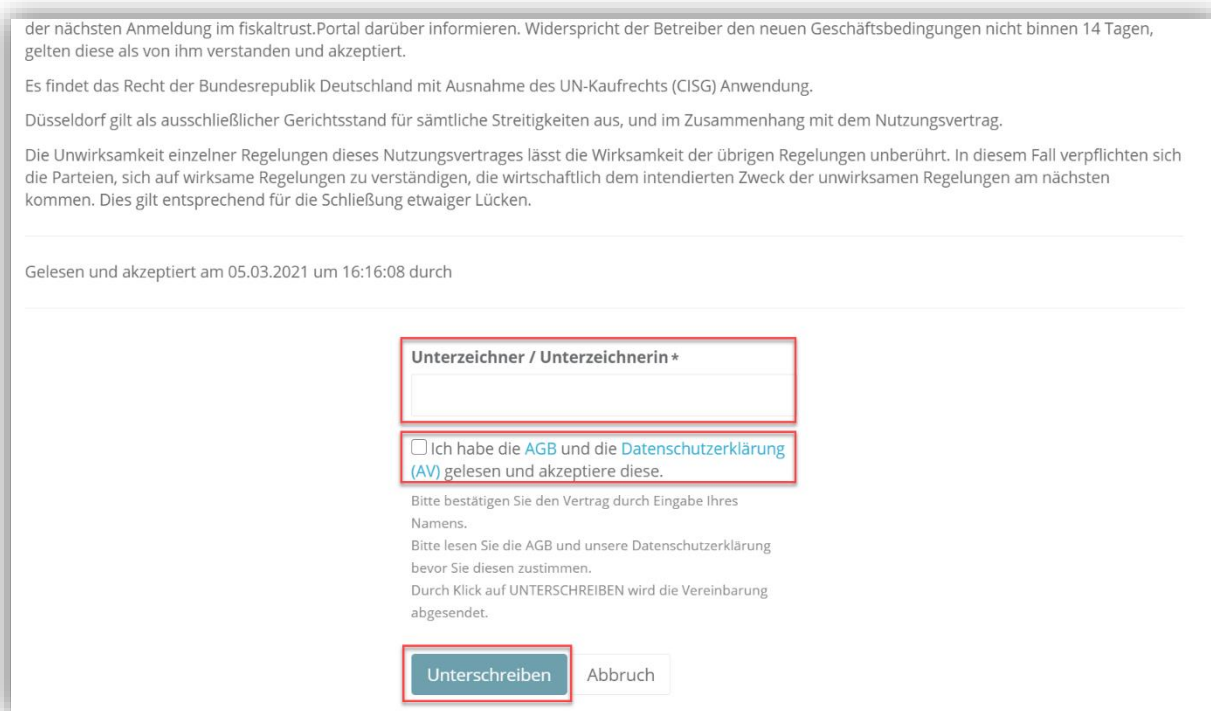 der nächsten Anmeldung im fiskaltrust.Portal darüber informieren. Widerspricht der Betreiber den neuen Geschäftsbedingungen nicht binnen 14 Tagen,
gelten diese als von ihm verstanden und akzeptiert.
Es findet das Recht der Bundesrepublik Deutschland mit Ausnahme des UN-Kaufrechts (CISG) Anwendung.
Düsseldorf gilt als ausschließlicher Gerichtsstand für sämtliche Streitigkeiten aus, und im Zusammenhang mit dem Nutzungsvertrag.
Die Unwirksamkeit einzelner Regelungen dieses Nutzungsvertrages lässt die Wirksamkeit der übrigen Regelungen unberührt. In diesem Fall verpflichten sich
die Parteien, sich auf wirksame Regelungen zu verständigen, die wirtschaftlich dem intendierten Zweck der unwirksamen Regelungen am nächsten
kommen. Dies gilt entsprechend für die Schließung etwaiger Lücken.
Gelesen und akzeptiert am 05.03.2021 um 16:16:08 durch
Unterzeichner / Unterzeichnerin *
Ich habe die AGB und die Datenschutzerklärung
(AV) gelesen und akzeptiere diese.
Bitte bestätigen Sie den Vertrag durch Eingabe Ihres
Namens.
Bitte lesen Sie die AGB und unsere Datenschutzerklärung
bevor Sie diesen zustimmen.
Durch Klick auf UNTERSCHREIBEN wird die Vereinbarung
abgesendet.
Unterschreiben Abbruch